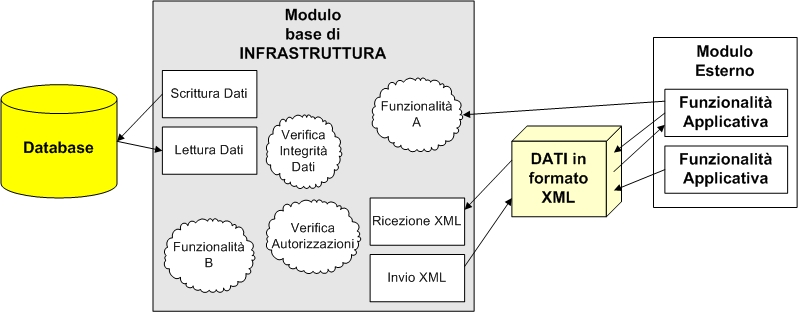 Modulo
base di
INFRASTRUTTURA
Scrittura Dati
Lettura Dati
Database
Verifica
Integrità
Dati
Funzionalità
A
Funzionalità
B
Verifica
Autorizzazioni
Ricezione XML
Invio XML
DATI in
formato
XML
Modulo
Esterno
Funzionalità
Applicativa
Funzionalità
Applicativa